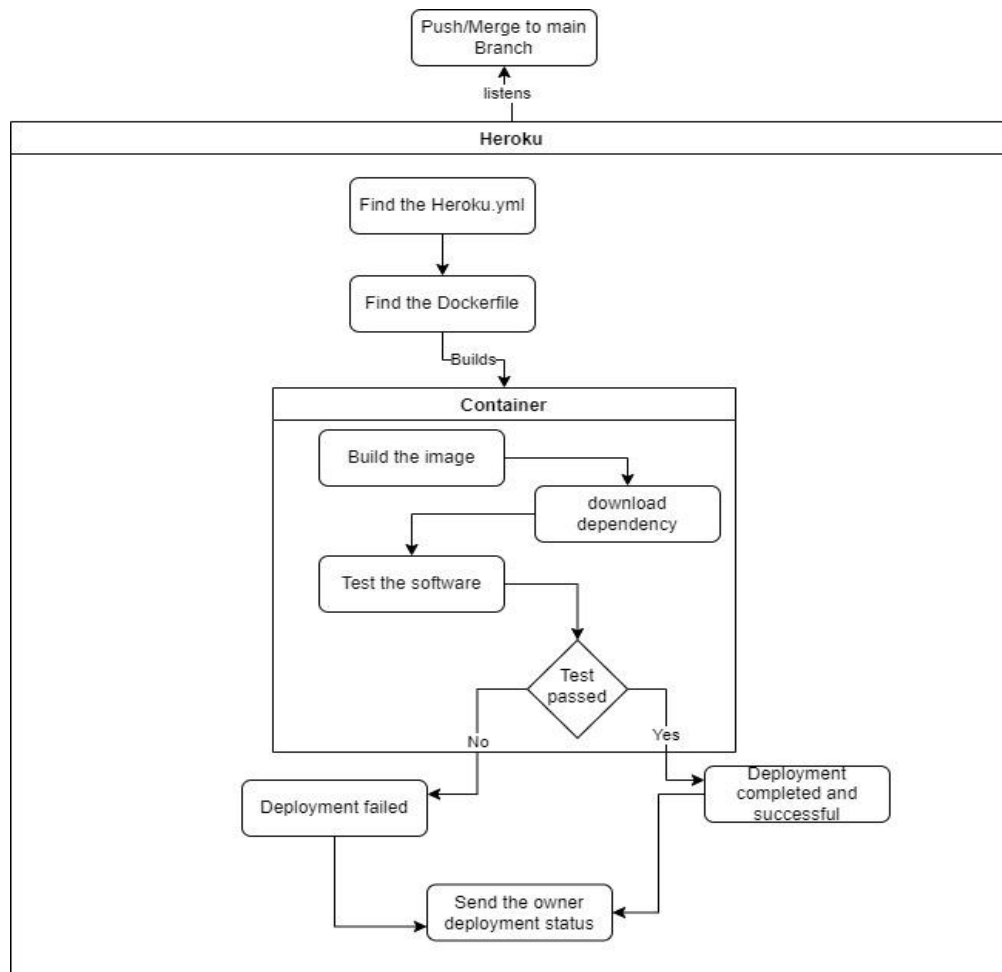 Push/Merge to main
Branch
listens
Heroku
Find the Heroku.yml
Find the Dockerfile
Builds
Container
Build the image
download
dependency
Test the software
Test
passed
No
Yes
Deployment
completed and
successful
Deployment failed
Send the owner
deployment status